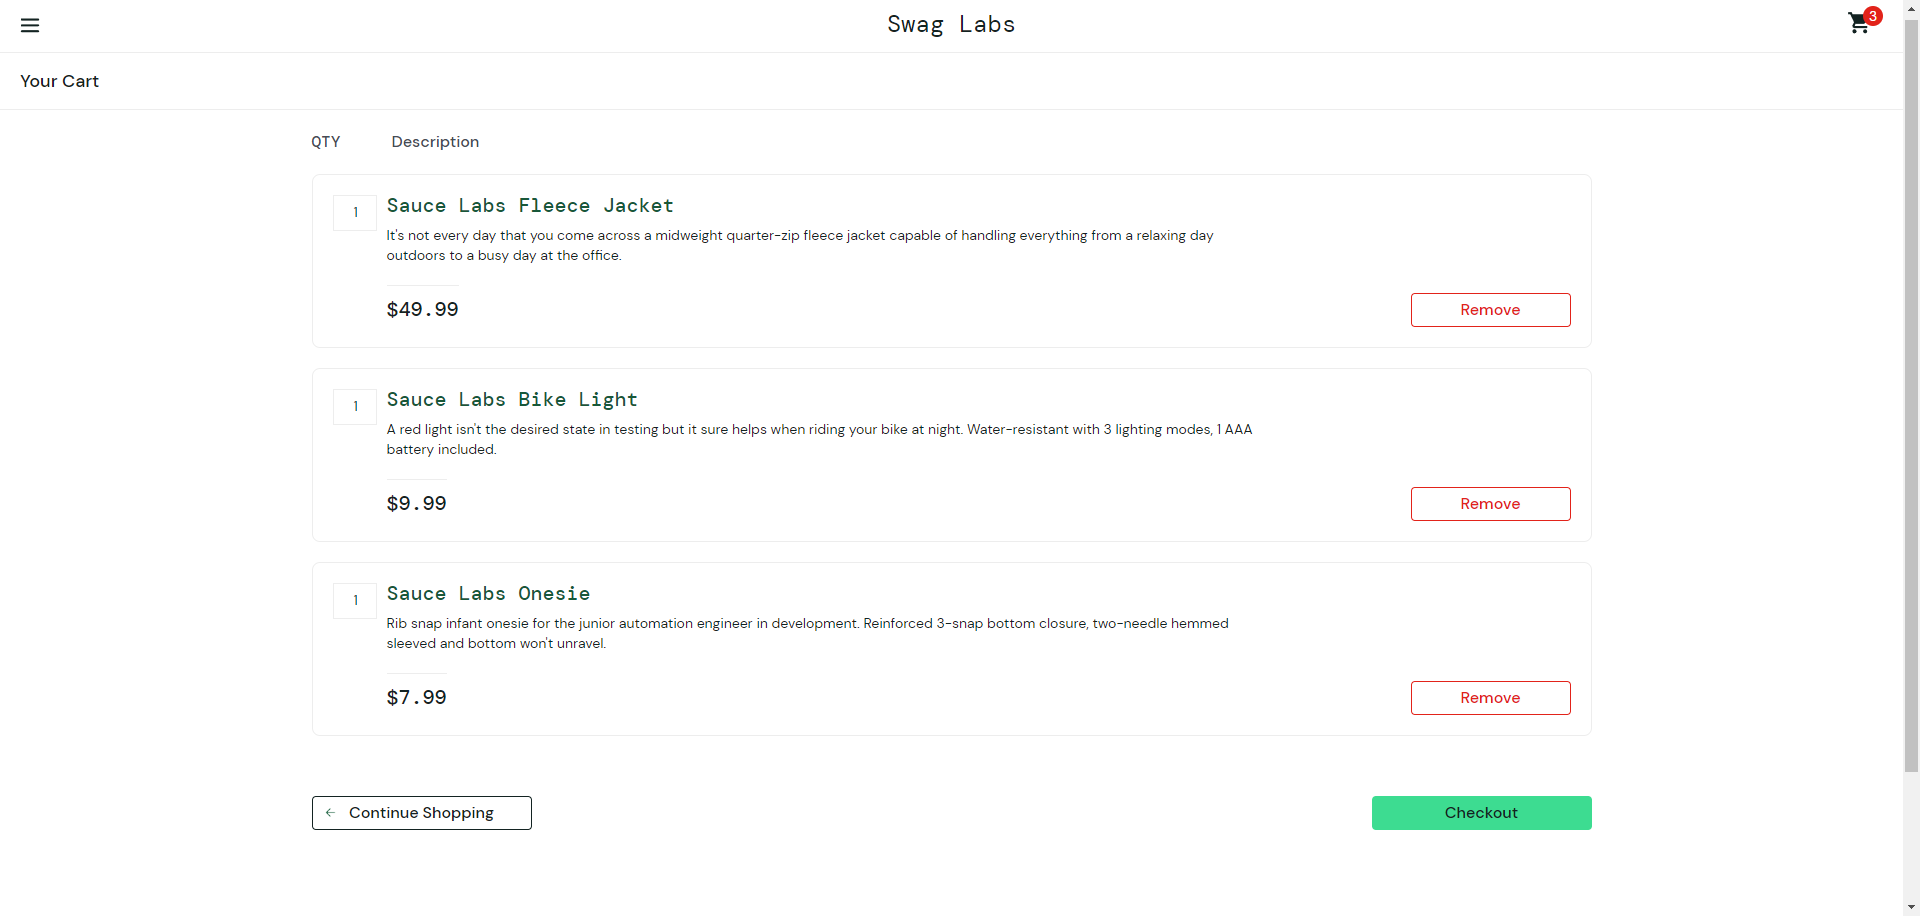 Swag Labs
3
Your Cart
QTY Description
1
Sauce Labs Fleece Jacket
It's not every day that you come across a midweight quarter-zip fleece jacket capable of handling everything from a relaxing day
outdoors to a busy day at the office.
$49.99
Remove
1
Sauce Labs Bike Light
A red light isn't the desired state in testing but it sure helps when riding your bike at night. Water-resistant with 3 lighting modes, 1 AAA
battery included.
$9.99
Remove
1
Sauce Labs Onesie
Rib snap infant onesie for the junior automation engineer in development. Reinforced 3-snap bottom closure, two-needle hemmed
sleeved and bottom won't unravel.
$7.99
Remove
Continue Shopping
Checkout